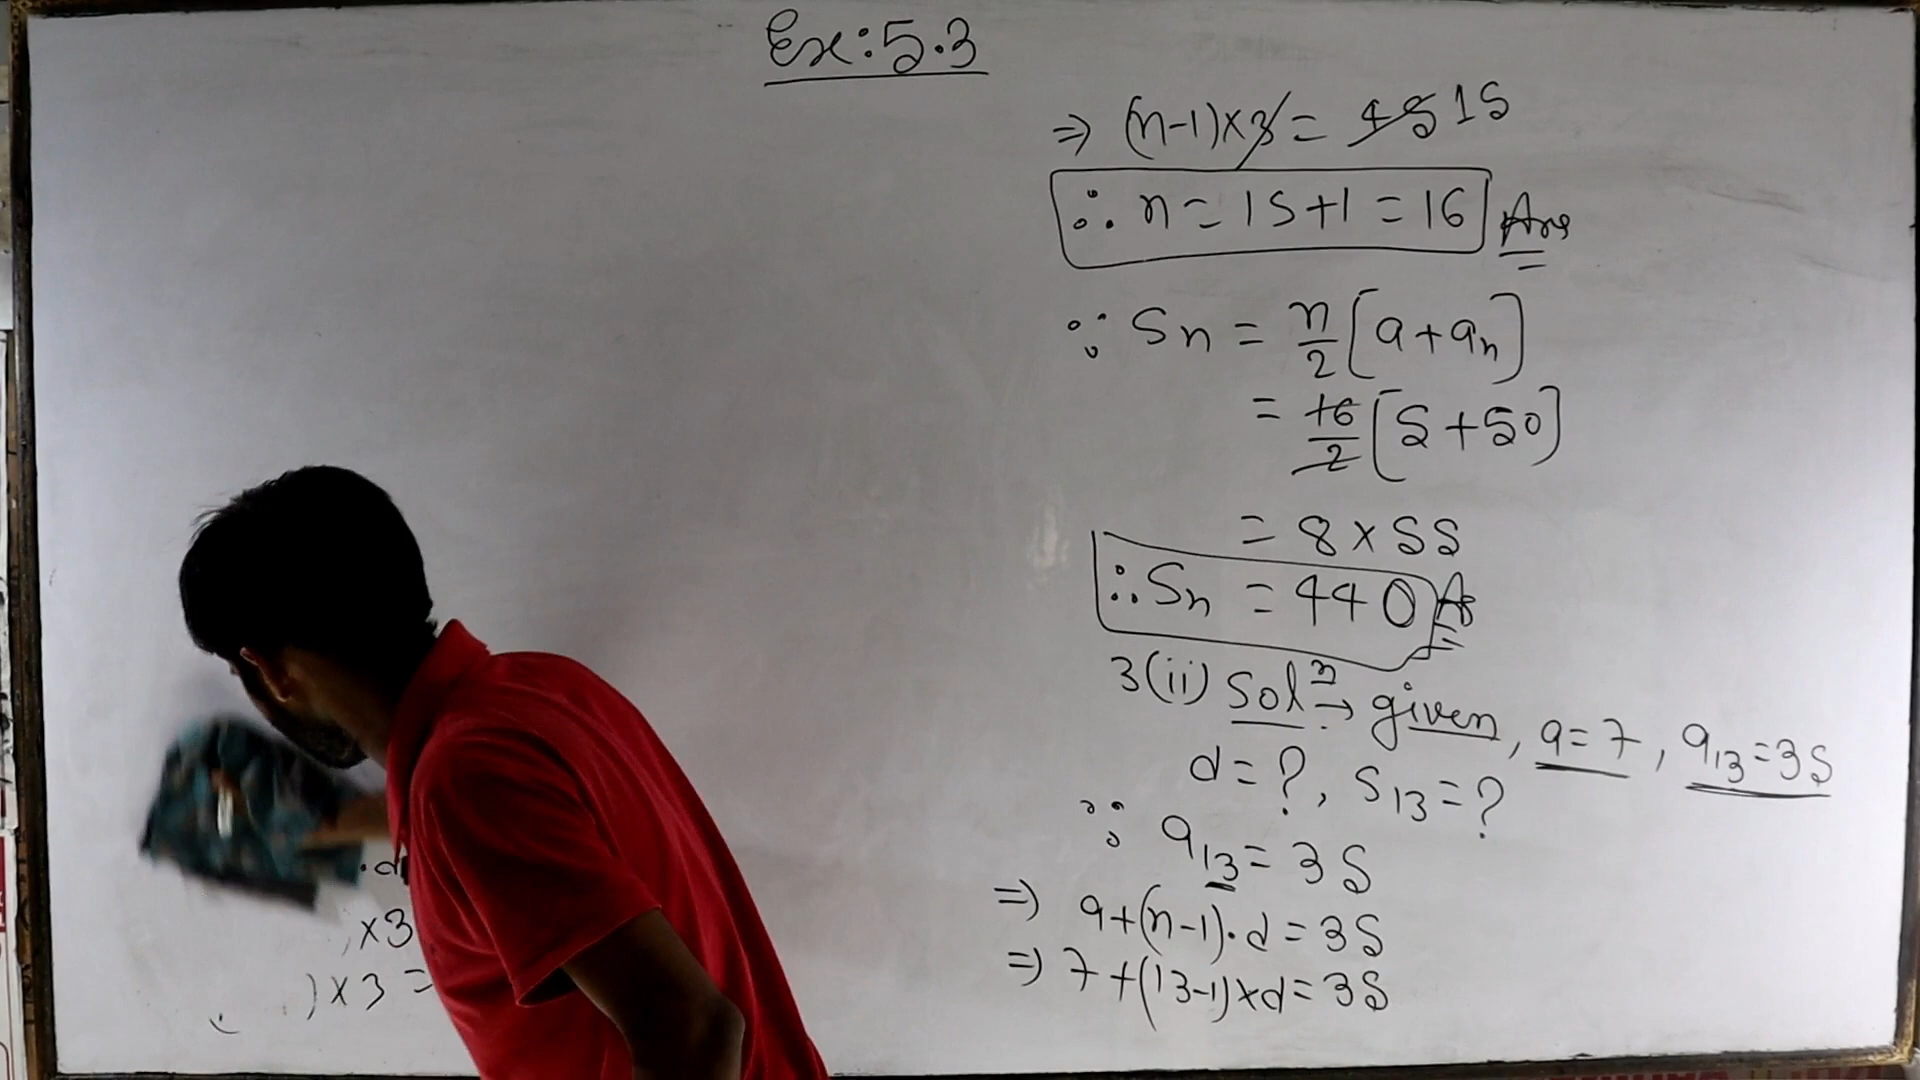 Ex:5.3
⇒ (n-1)×3 = 45 15
∴ n = 15+1 = 16 Ans
∵ Sn = n/2 [a+an]
= 16/2 [5+50]
= 8×55
∴ Sn = 440 A
3(ii) Solⁿ → given, a=7, a13=35
d=?, S13=?
∵ a13 = 35
⇒ a+(n-1).d = 35
⇒ 7+(13-1)×d = 35
.d
×3
)×3 =